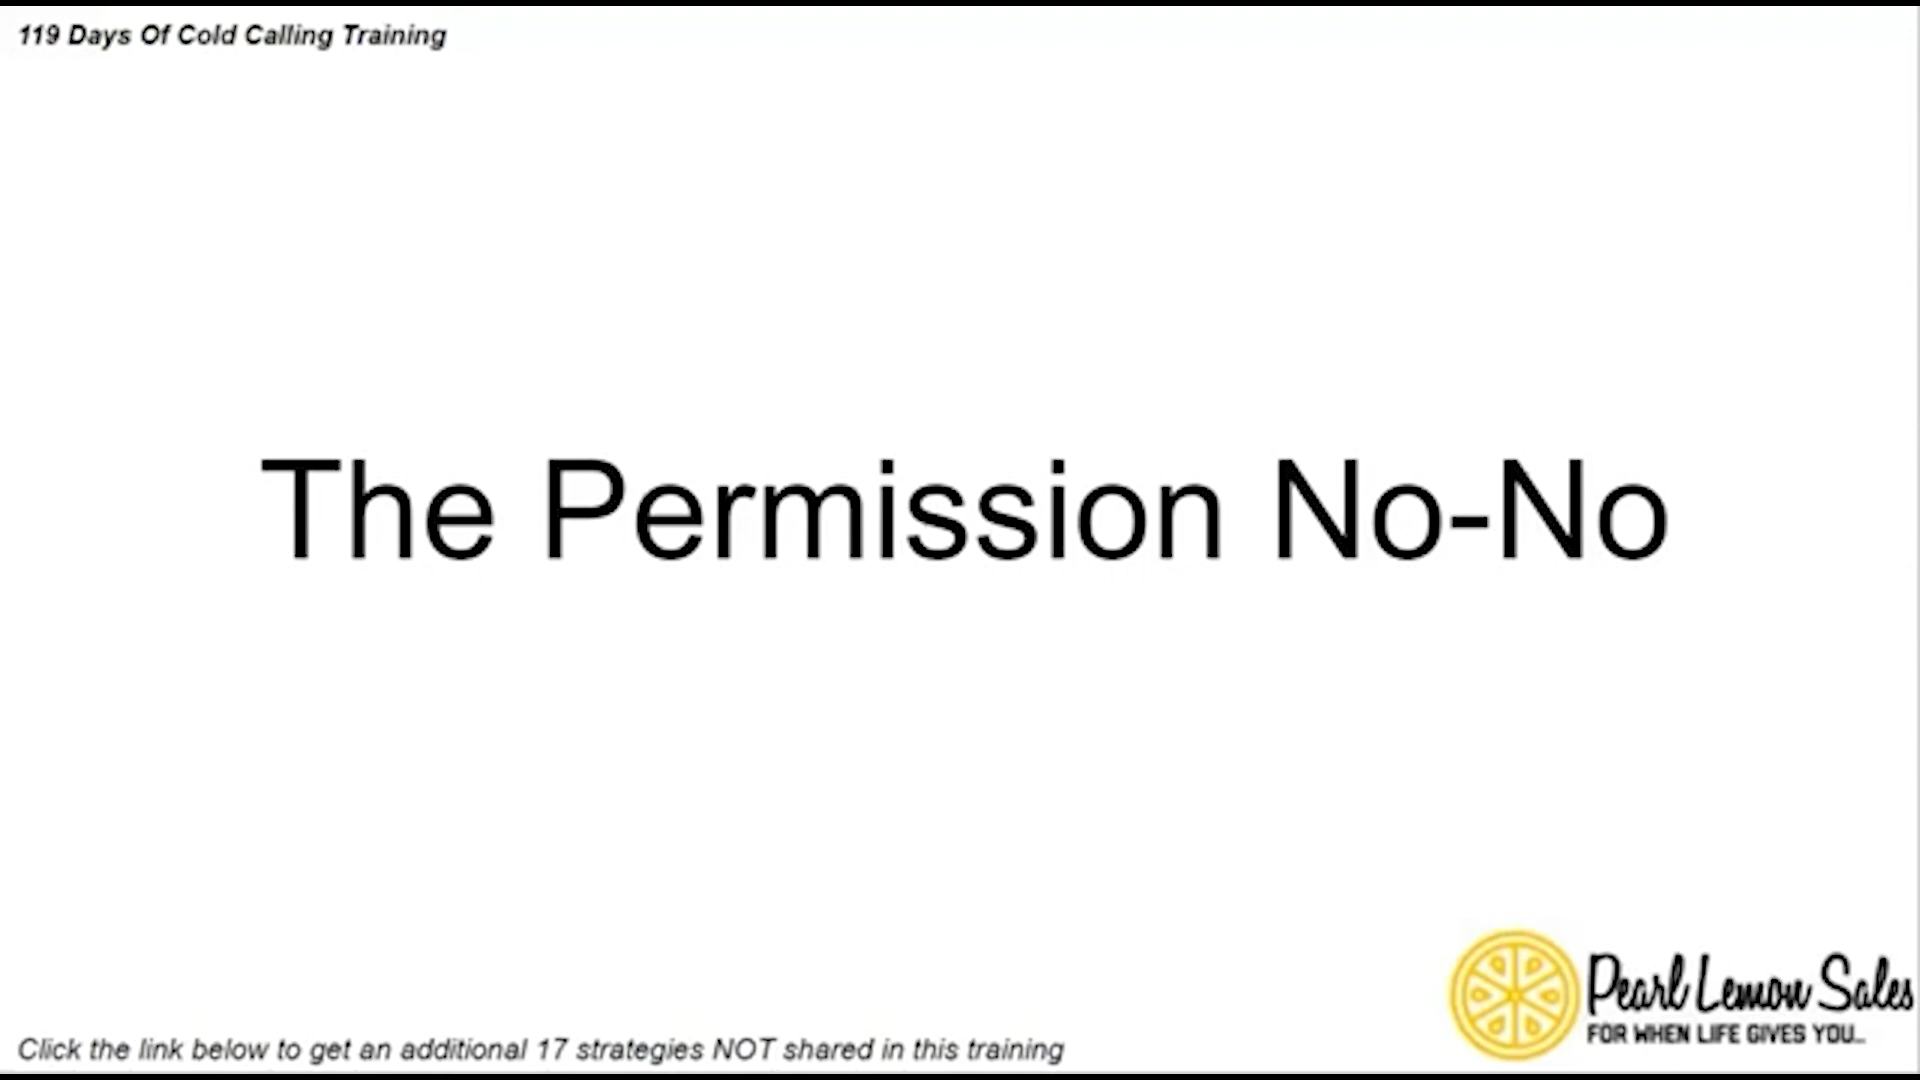 119 Days Of Cold Calling Training
The Permission No-No
Pearl Lemon Sales
FOR WHEN LIFE GIVES YOU...
Click the link below to get an additional 17 strategies NOT shared in this training